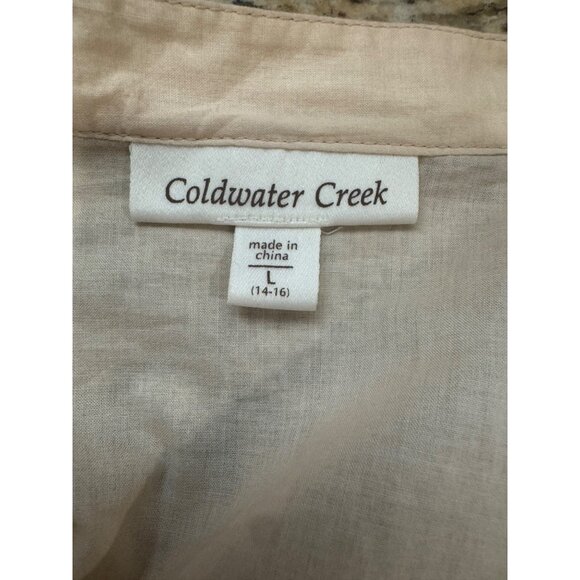 Coldwater Creek
made in
china
L
(14-16)